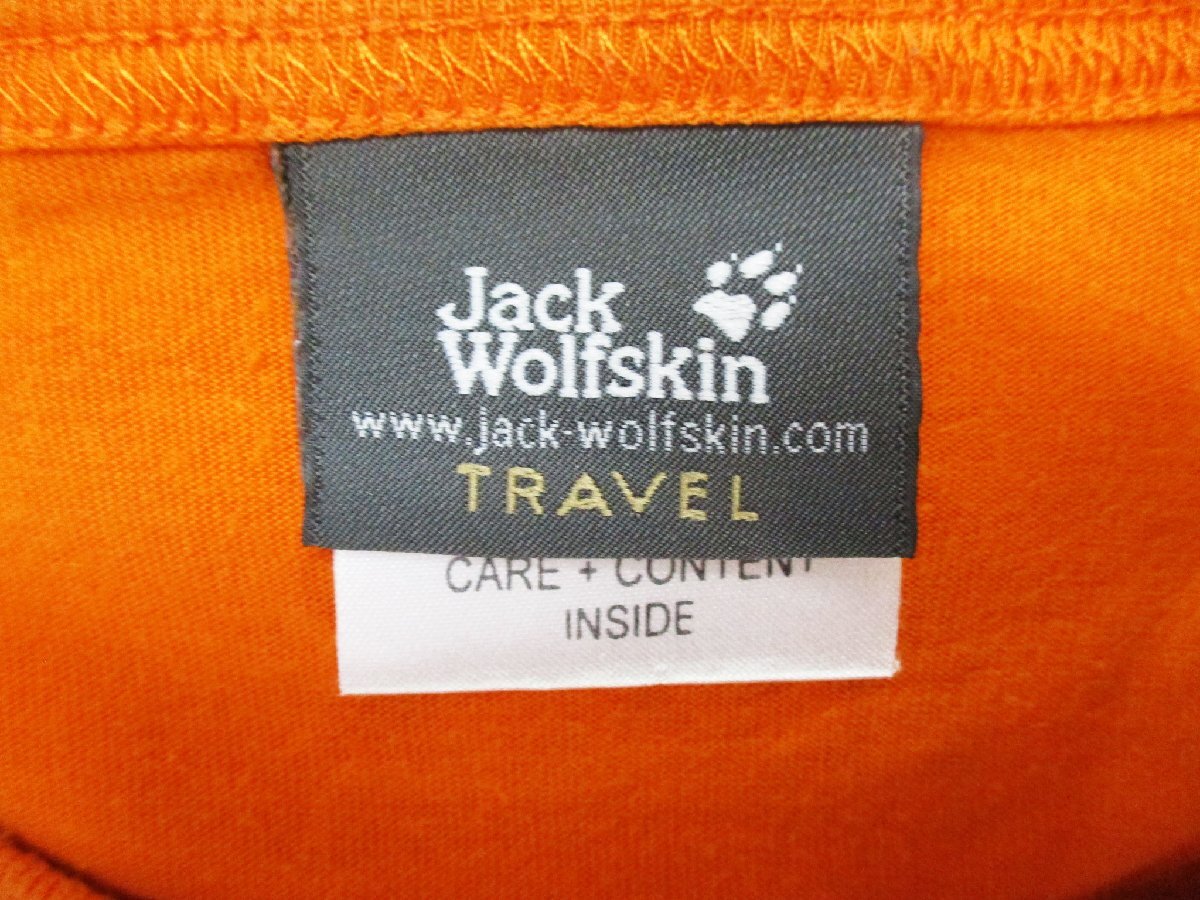 Jack
Wolfskin
www.jack-wolfskin.com
TRAVEL
CARE + CONTENT
INSIDE